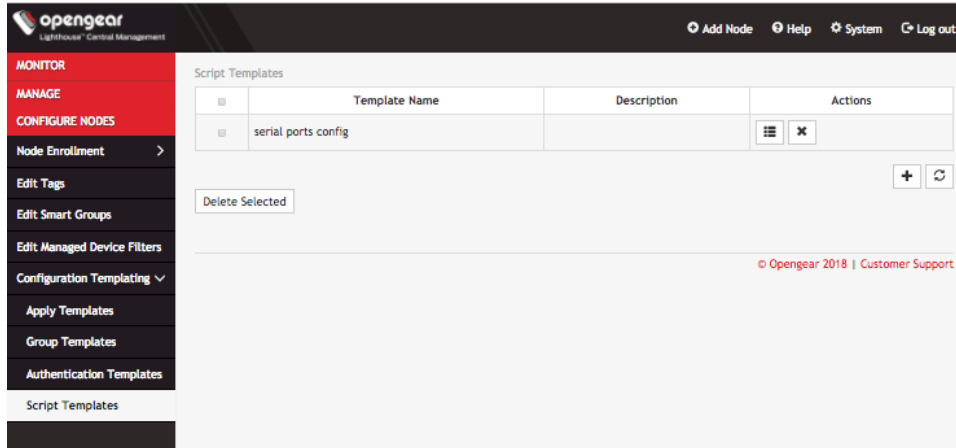 opengear
Lighthouse™ Central Management
Add Node Help System Log out
MONITOR
MANAGE
CONFIGURE NODES
Node Enrollment
Edit Tags
Edit Smart Groups
Edit Managed Device Filters
Configuration Templating
Apply Templates
Group Templates
Authentication Templates
Script Templates
Script Templates
Template Name Description Actions
serial ports config
Delete Selected
© Opengear 2018 | Customer Support